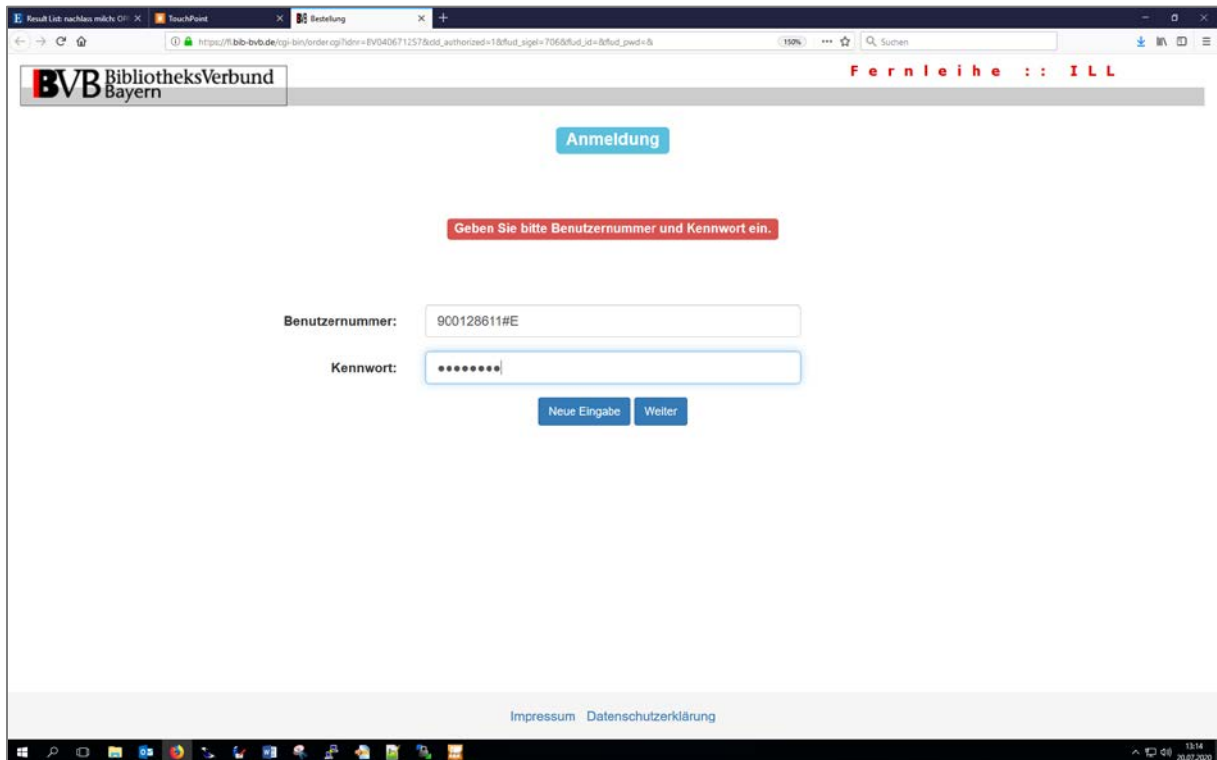 Result List: nachlass milch: OPA
TouchPoint
Bestellung
https://fl.bib-bvb.de/cgi-bin/order.cgi?idnr=BV040671257&cld_authorized=1&flud_sigel=706&flud_id=&flud_pwd=&
150%
Suchen
BVB BibliotheksVerbund
Bayern
Fernleihe :: ILL
Anmeldung
Geben Sie bitte Benutzernummer und Kennwort ein.
Benutzernummer:
900128611#E
Kennwort:
Neue Eingabe
Weiter
Impressum Datenschutzerklärung
13:14
20.07.2020